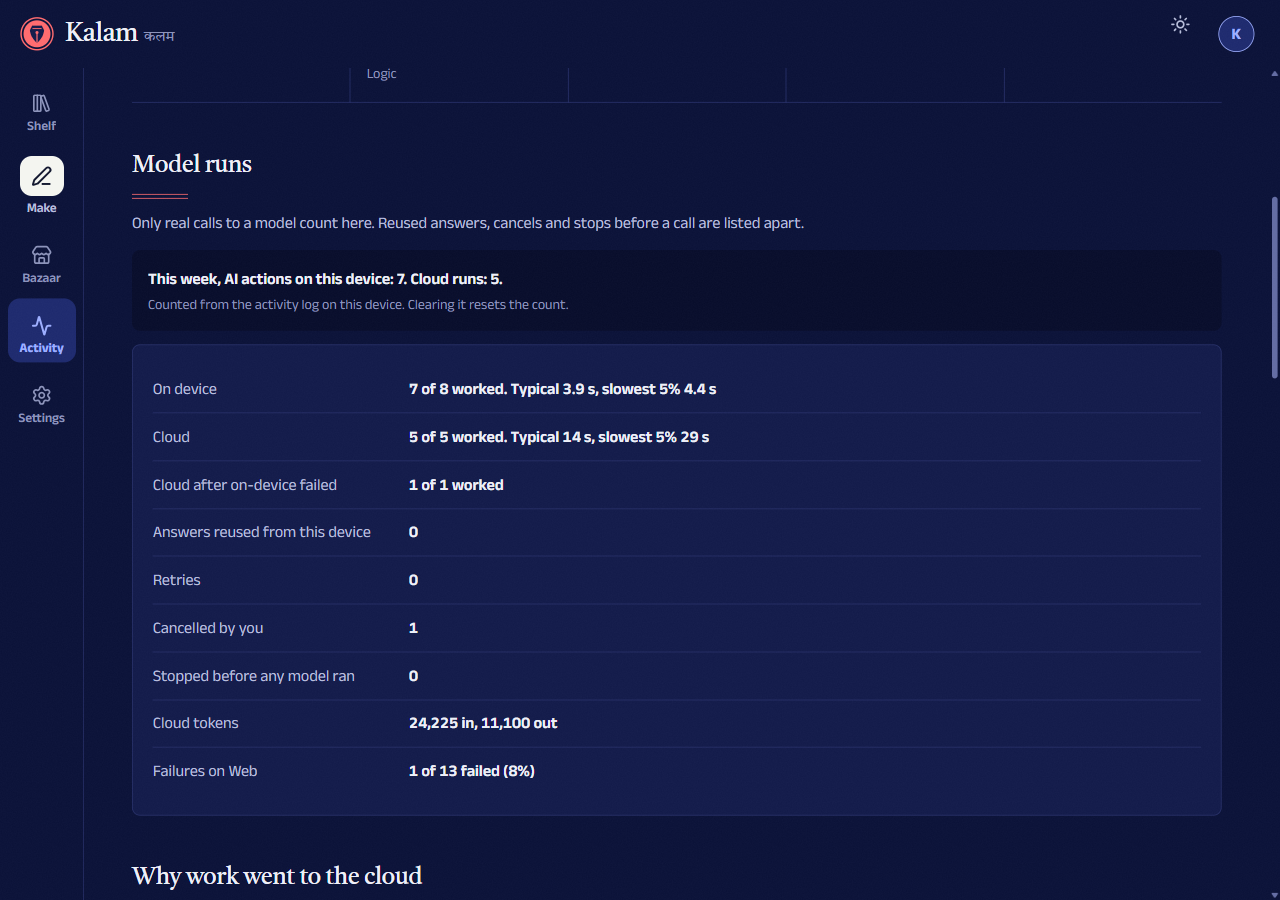 Kalam कलम
K
Logic
Shelf
Make
Bazaar
Activity
Settings
Model runs
Only real calls to a model count here. Reused answers, cancels and stops before a call are listed apart.
This week, AI actions on this device: 7. Cloud runs: 5.
Counted from the activity log on this device. Clearing it resets the count.
On device 7 of 8 worked. Typical 3.9 s, slowest 5% 4.4 s
Cloud 5 of 5 worked. Typical 14 s, slowest 5% 29 s
Cloud after on-device failed 1 of 1 worked
Answers reused from this device 0
Retries 0
Cancelled by you 1
Stopped before any model ran 0
Cloud tokens 24,225 in, 11,100 out
Failures on Web 1 of 13 failed (8%)
Why work went to the cloud